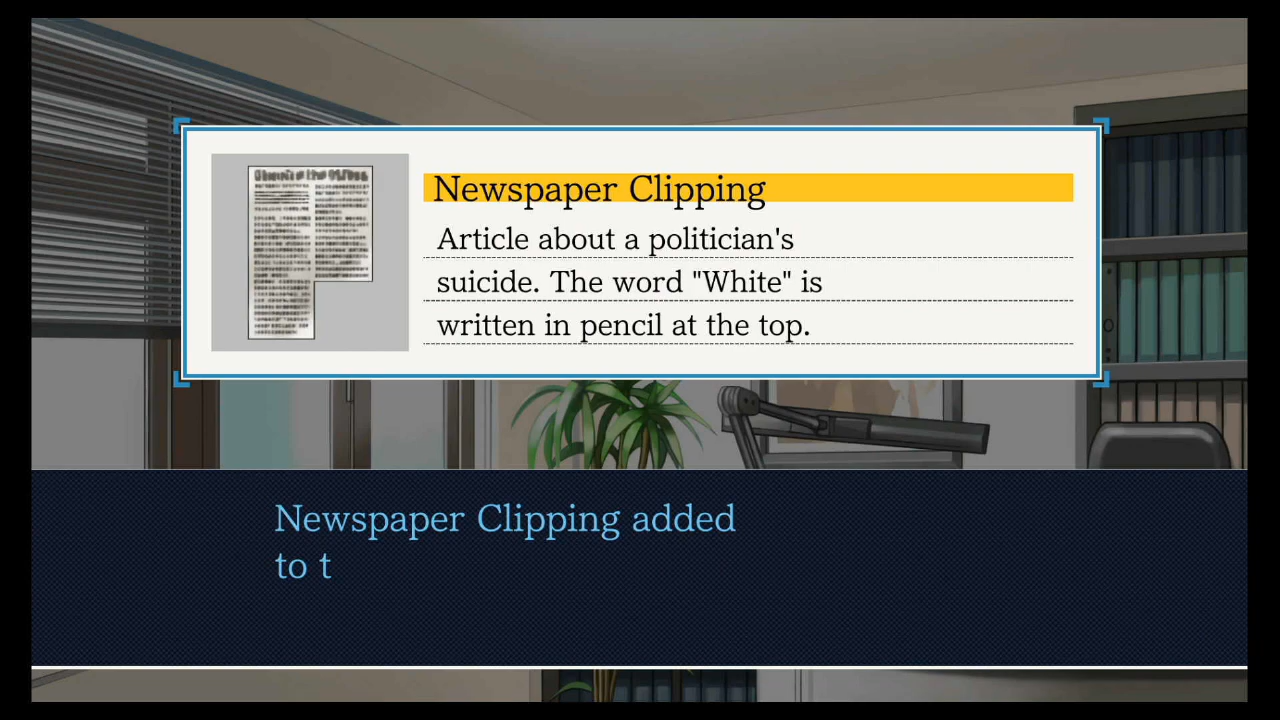 Newspaper Clipping
Article about a politician's
suicide. The word "White" is
written in pencil at the top.
Newspaper Clipping added
to t